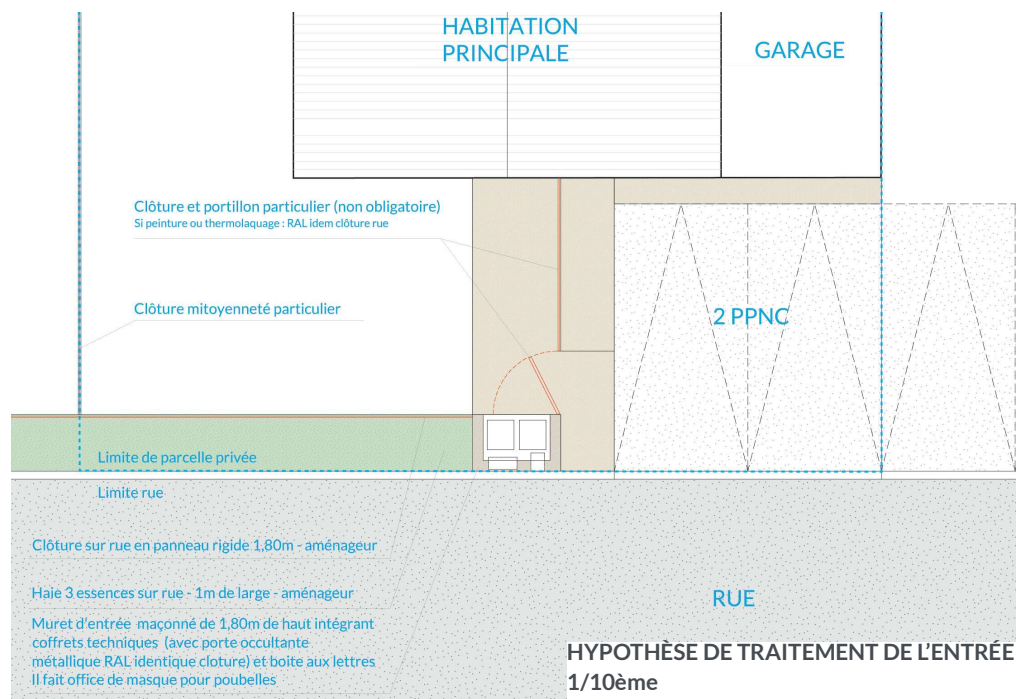 HABITATION
PRINCIPALE
GARAGE
Clôture et portillon particulier (non obligatoire)
Si peinture ou thermolaquage : RAL idem clôture rue
Clôture mitoyenneté particulier
2 PPNC
Limite de parcelle privée
Limite rue
Clôture sur rue en panneau rigide 1,80m - aménageur
Haie 3 essences sur rue - 1m de large - aménageur
RUE
Muret d'entrée maçonné de 1,80m de haut intégrant
coffrets techniques (avec porte occultante
métallique RAL identique cloture) et boite aux lettres
Il fait office de masque pour poubelles
HYPOTHÈSE DE TRAITEMENT DE L'ENTRÉE
1/10ème